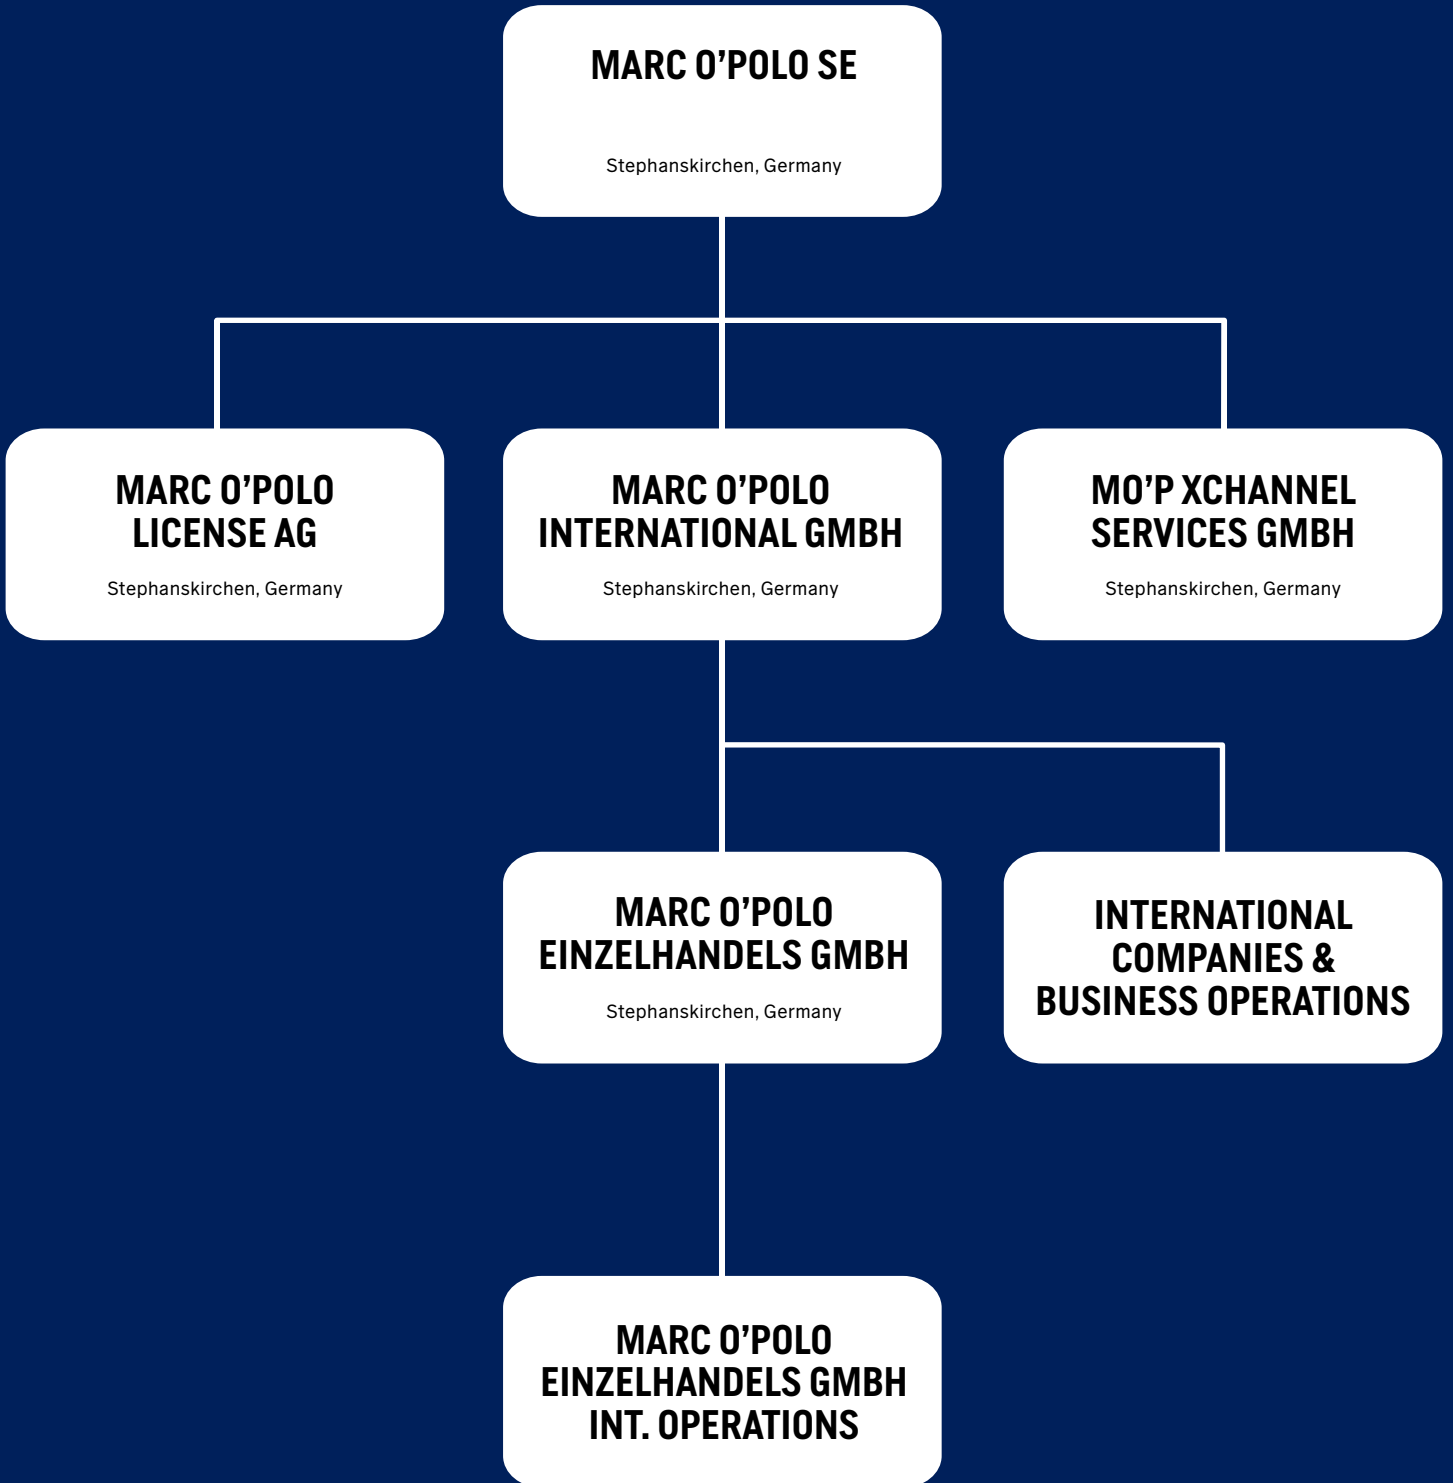 MARC O’POLO SE
Stephanskirchen, Germany
MARC O’POLO
LICENSE AG
Stephanskirchen, Germany
MARC O’POLO
INTERNATIONAL GMBH
Stephanskirchen, Germany
MO’P XCHANNEL
SERVICES GMBH
Stephanskirchen, Germany
MARC O’POLO
EINZELHANDELS GMBH
Stephanskirchen, Germany
INTERNATIONAL
COMPANIES &
BUSINESS OPERATIONS
MARC O’POLO
EINZELHANDELS GMBH
INT. OPERATIONS